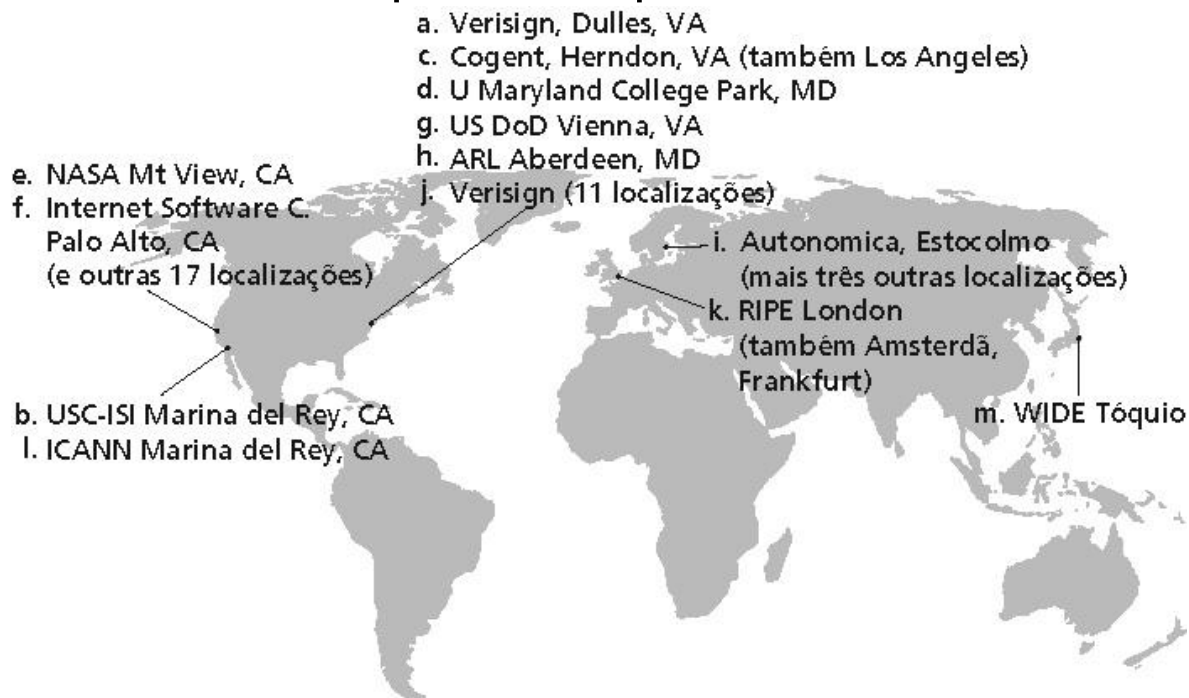 a. Verisign, Dulles, VA
c. Cogent, Herndon, VA (também Los Angeles)
d. U Maryland College Park, MD
g. US DoD Vienna, VA
h. ARL Aberdeen, MD
j. Verisign (11 localizações)
e. NASA Mt View, CA
f. Internet Software C.
Palo Alto, CA
(e outras 17 localizações)
i. Autonomica, Estocolmo
(mais três outras localizações)
k. RIPE London
(também Amsterdã,
Frankfurt)
m. WIDE Tóquio
b. USC-ISI Marina del Rey, CA
l. ICANN Marina del Rey, CA